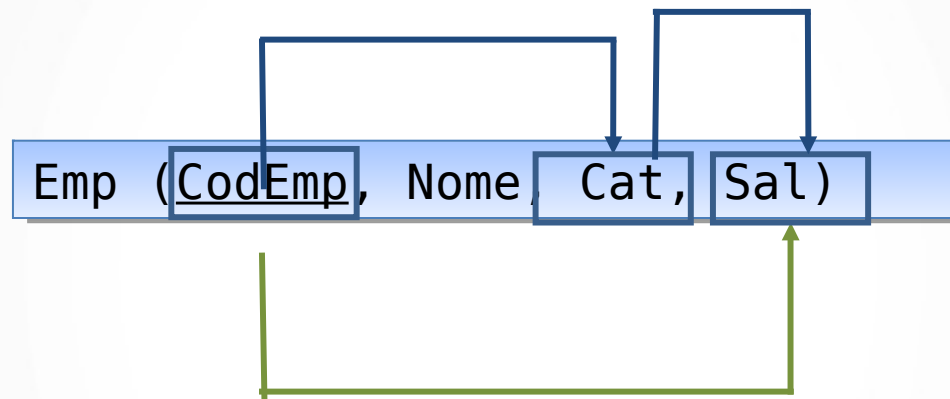 Emp (CodEmp, Nome, Cat, Sal)